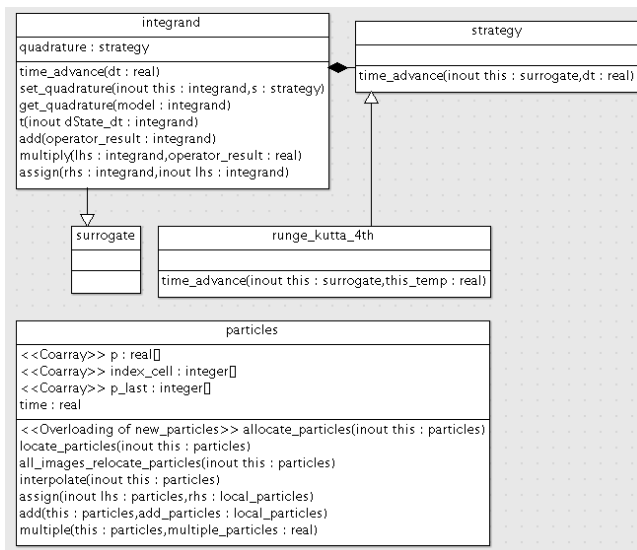 integrand
quadrature : strategy
time_advance(dt : real)
set_quadrature(inout this : integrand,s : strategy)
get_quadrature(model : integrand)
t(inout dState_dt : integrand)
add(operator_result : integrand)
multiply(lhs : integrand,operator_result : real)
assign(rhs : integrand,inout lhs : integrand)
strategy
time_advance(inout this : surrogate,dt : real)
surrogate
runge_kutta_4th
time_advance(inout this : surrogate,this_temp : real)
particles
<<Coarray>> p : real[]
<<Coarray>> index_cell : integer[]
<<Coarray>> p_last : integer[]
time : real
<<Overloading of new_particles>> allocate_particles(inout this : particles)
locate_particles(inout this : particles)
all_images_relocate_particles(inout this : particles)
interpolate(inout this : particles)
assign(inout lhs : particles,rhs : local_particles)
add(this : particles,add_particles : local_particles)
multiple(this : particles,multiple_particles : real)